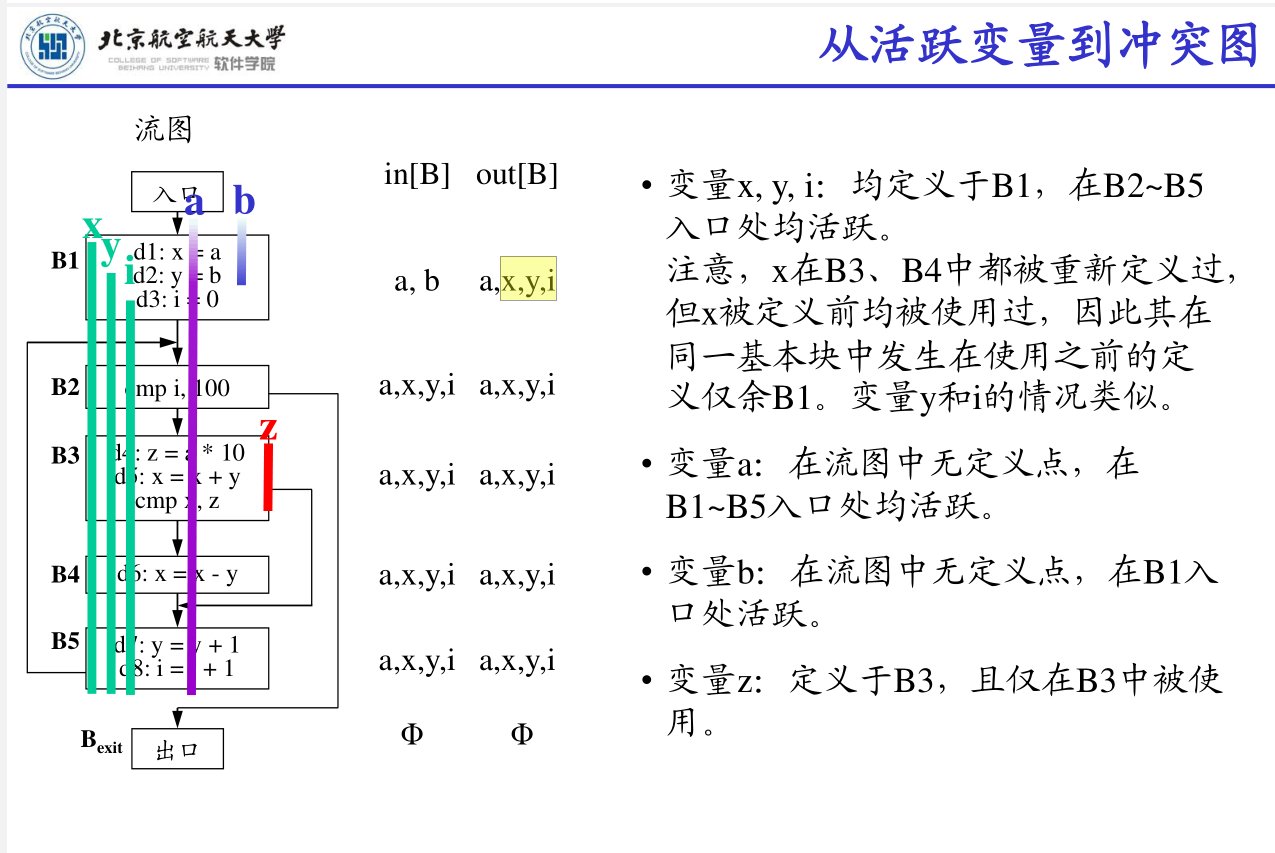 北京航空航天大学
COLLEGE OF SOFTWARE
BEIHANG UNIVERSITY 软件学院
从活跃变量到冲突图
流图
in[B] out[B]
入口
a b
x
y
i
B1
d1: x = a
d2: y = b
d3: i = 0
a, b a,x,y,i
B2
cmp i, 100
a,x,y,i a,x,y,i
z
B3
d4: z = a * 10
d5: x = x + y
cmp x, z
a,x,y,i a,x,y,i
B4
d6: x = x - y
a,x,y,i a,x,y,i
B5
d7: y = y + 1
d8: i = i + 1
a,x,y,i a,x,y,i
Bexit
出口
Φ Φ
• 变量x, y, i: 均定义于B1，在B2~B5
入口处均活跃。
注意，x在B3、B4中都被重新定义过，
但x被定义前均被使用过，因此其在
同一基本块中发生在使用之前的定
义仅余B1。变量y和i的情况类似。
• 变量a: 在流图中无定义点，在
B1~B5入口处均活跃。
• 变量b: 在流图中无定义点，在B1入
口处活跃。
• 变量z: 定义于B3，且仅在B3中被使
用。